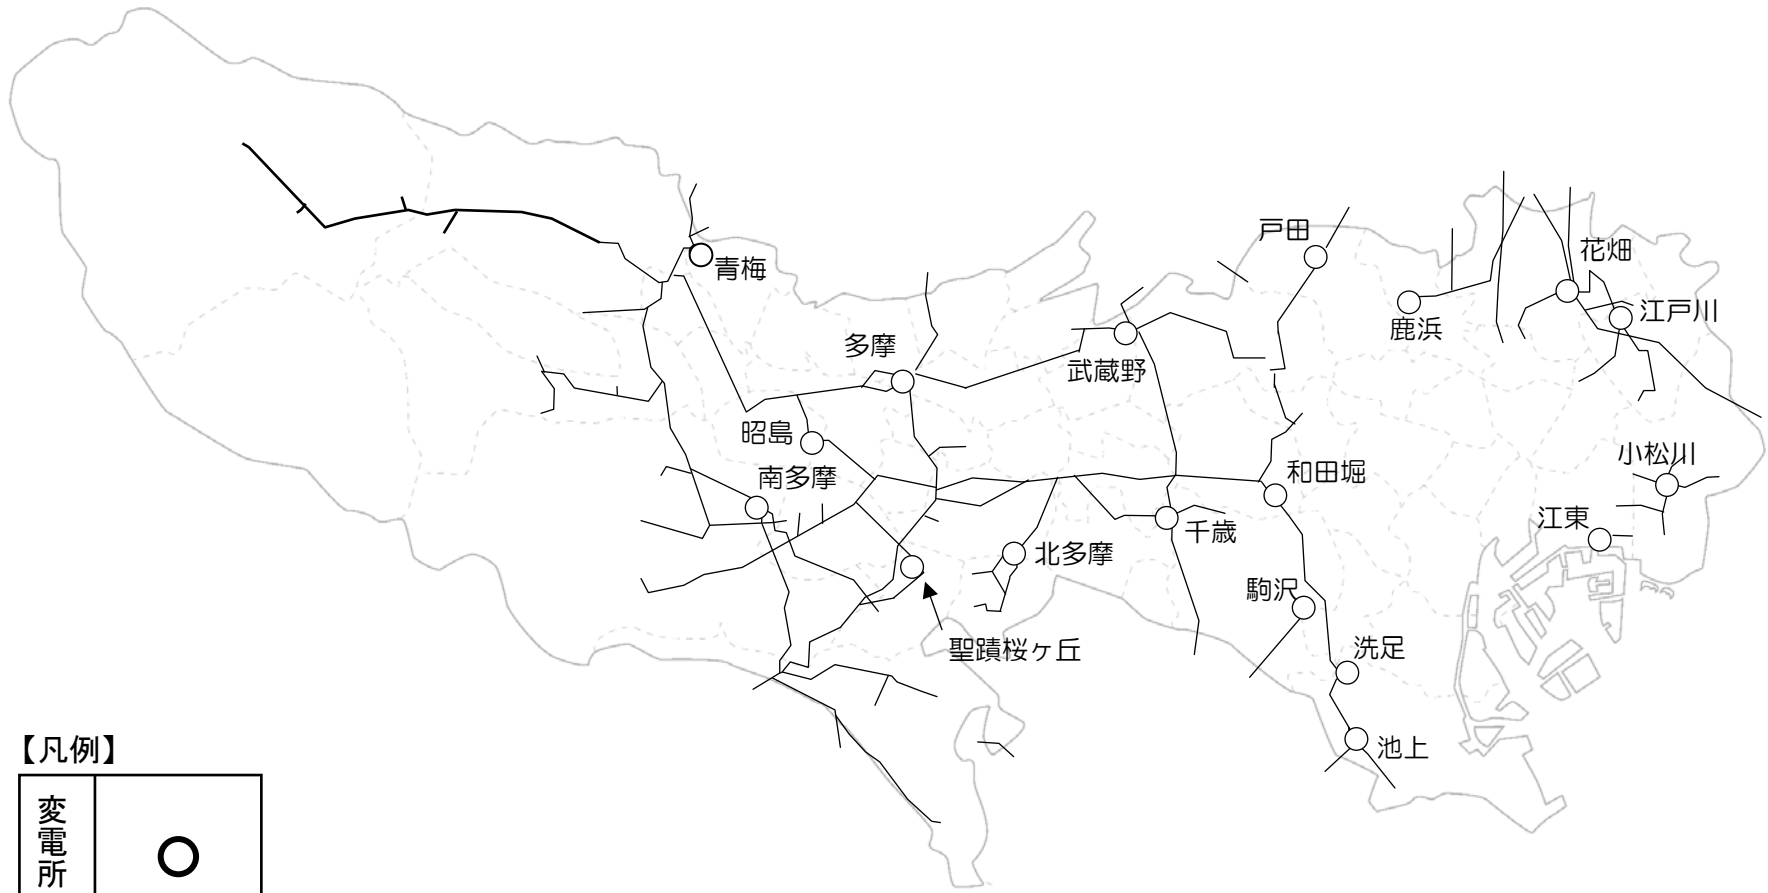 戸田
花畑
青梅
江戸川
鹿浜
多摩
武蔵野
昭島
小松川
南多摩
和田堀
江東
千歳
北多摩
駒沢
聖蹟桜ヶ丘
洗足
池上
【凡例】
変電所